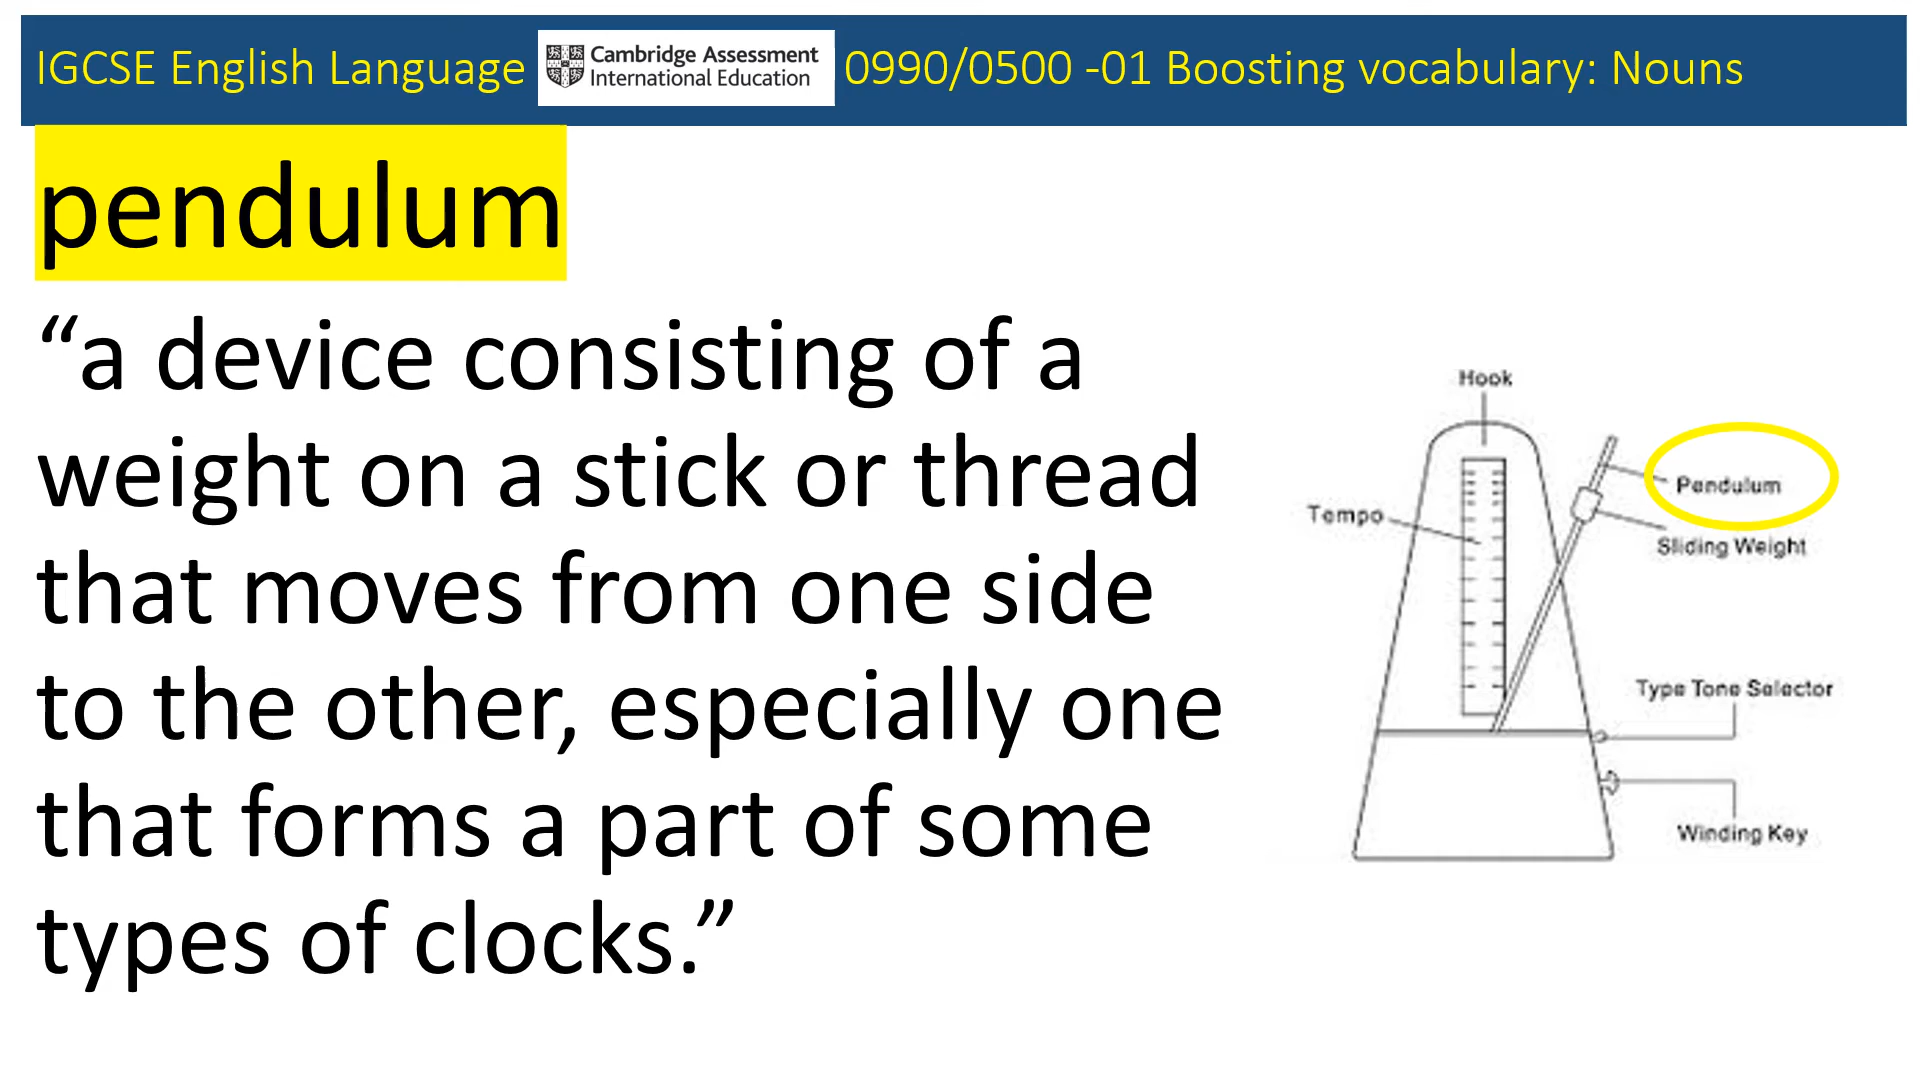 IGCSE English Language Cambridge Assessment International Education 0990/0500 -01 Boosting vocabulary: Nouns
pendulum
“a device consisting of a
weight on a stick or thread
that moves from one side
to the other, especially one
that forms a part of some
types of clocks.”
Hook
Pendulum
Tempo
Sliding Weight
Type Tone Selector
Winding Key